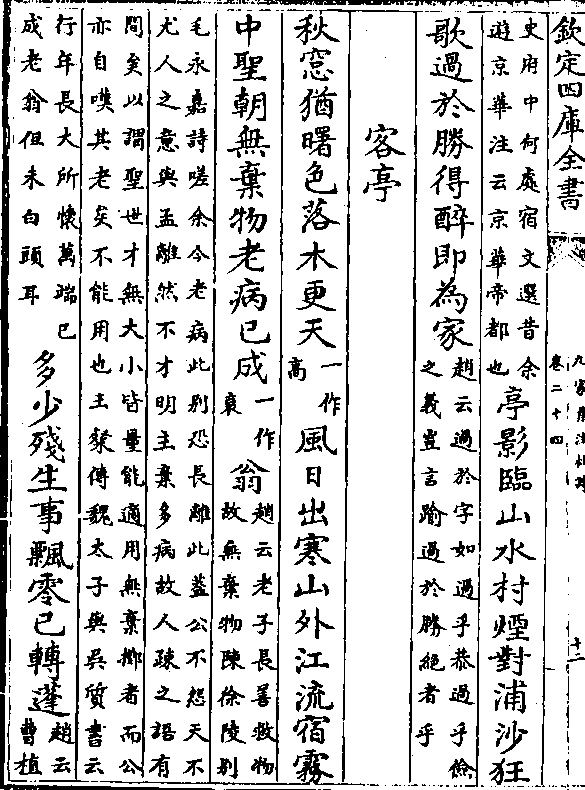 欽定四庫全書
九家集注杜詩
卷二十四
十一
史府中何處宿文選昔余
遊京華注云京華帝都也
亭影臨山水村煙對浦沙狂
歌過於勝得醉即為家
趙云過於字如過乎恭過乎儉
之義豈言踰過於勝絕者乎
客亭
秋窓猶曙色落木更天
一作
高
風日出寒山外江流宿霧
中聖朝無棄物老病已成
一作
衰
翁
趙云老子長善救物
故無棄物陳徐陵別
毛永嘉詩嗟余今老病此别恐長離此蓋公不怨天不
尤人之意與孟離然不才明主棄多病故人疎之語有
間至以謂聖世才無大小皆量能適用無棄擲者而公
亦自嘆其老矣不能用也王粲傳魏太子與吳質書云
行年長大所懷萬端已
成老翁但未白頭耳
多少殘生事飄零已轉蓬
趙云
曹植